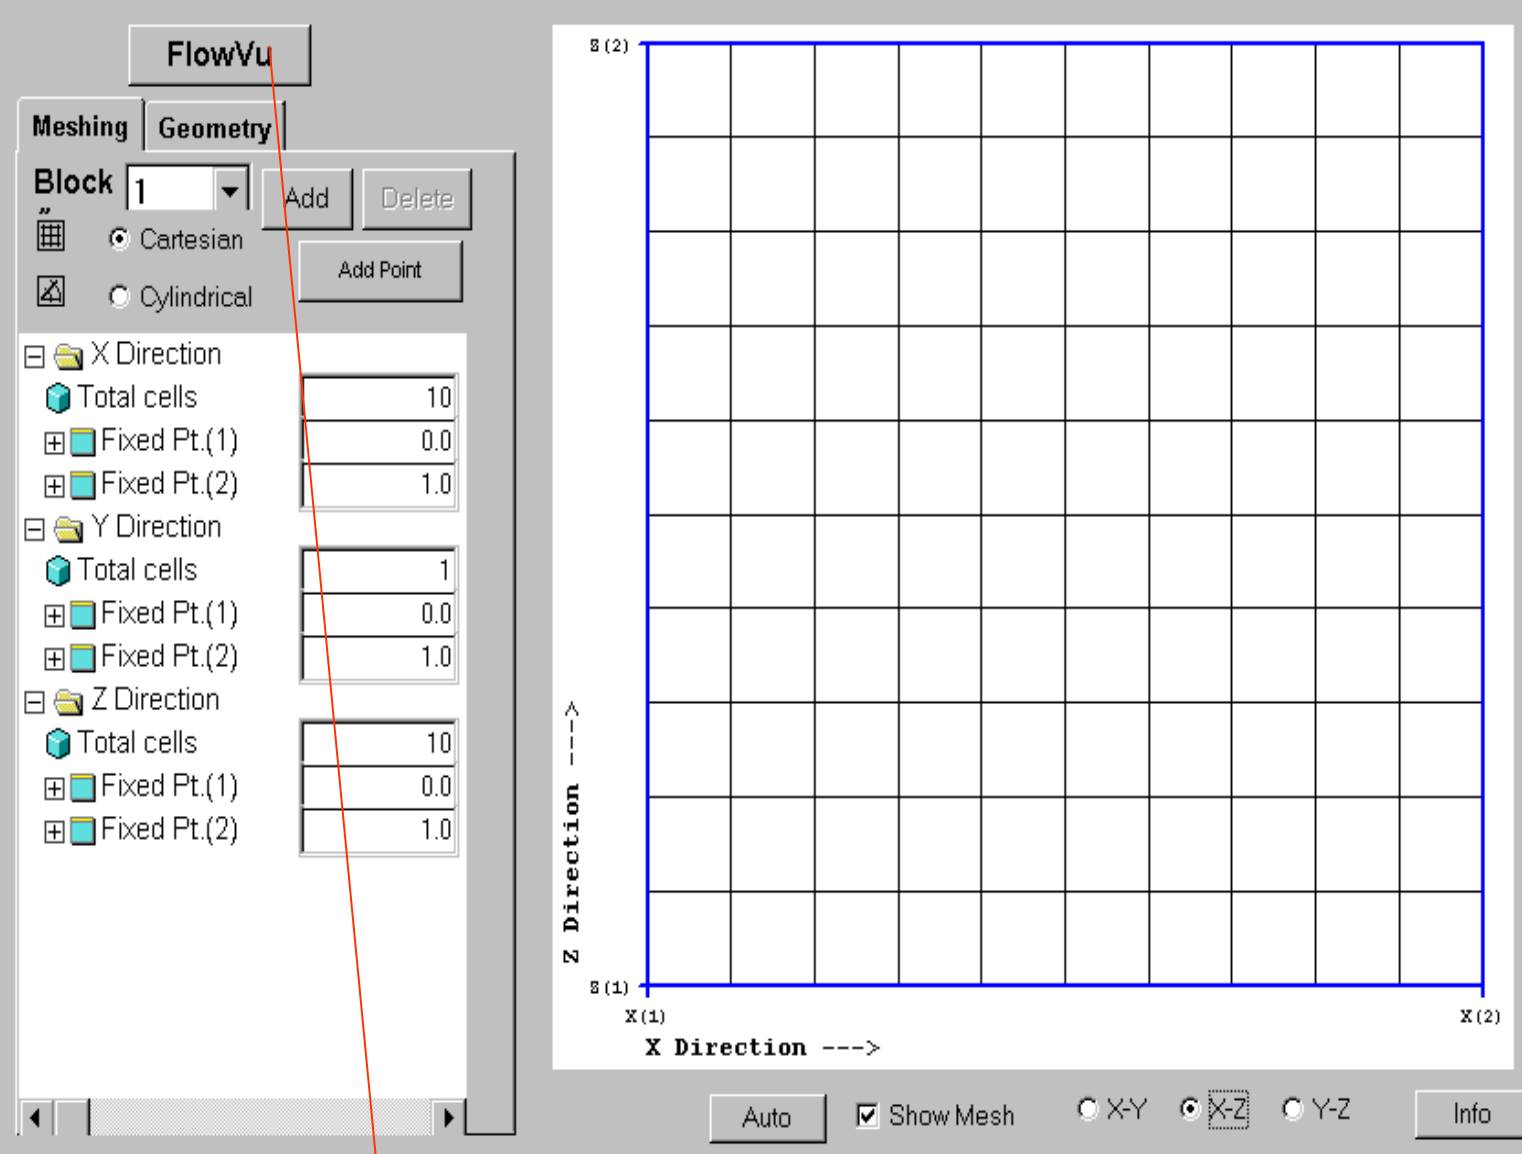 FlowVu
Meshing Geometry
Block 1 Add Delete
Cartesian
Add Point
Cylindrical
X Direction
Total cells 10
Fixed Pt.(1) 0.0
Fixed Pt.(2) 1.0
Y Direction
Total cells 1
Fixed Pt.(1) 0.0
Fixed Pt.(2) 1.0
Z Direction
Total cells 10
Fixed Pt.(1) 0.0
Fixed Pt.(2) 1.0
Z(2)
Z Direction --->
Z(1)
X(1) X(2)
X Direction --->
Auto Show Mesh X-Y X-Z Y-Z Info